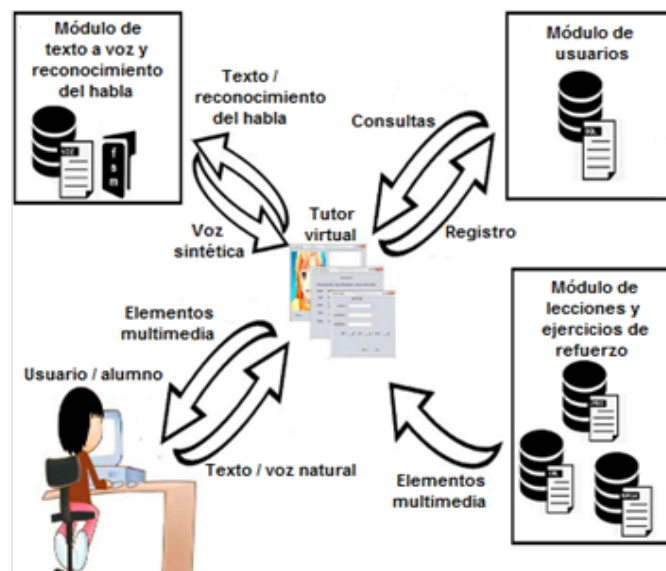 Módulo de
texto a voz y
reconocimiento
del habla
Texto /
reconocimiento
del habla
Voz
sintética
Módulo de
usuarios
SQL
Consultas
Registro
Tutor
virtual
Elementos
multimedia
Usuario / alumno
Texto / voz natural
Módulo de
lecciones y
ejercicios de
refuerzo
Elementos
multimedia
f
s
m